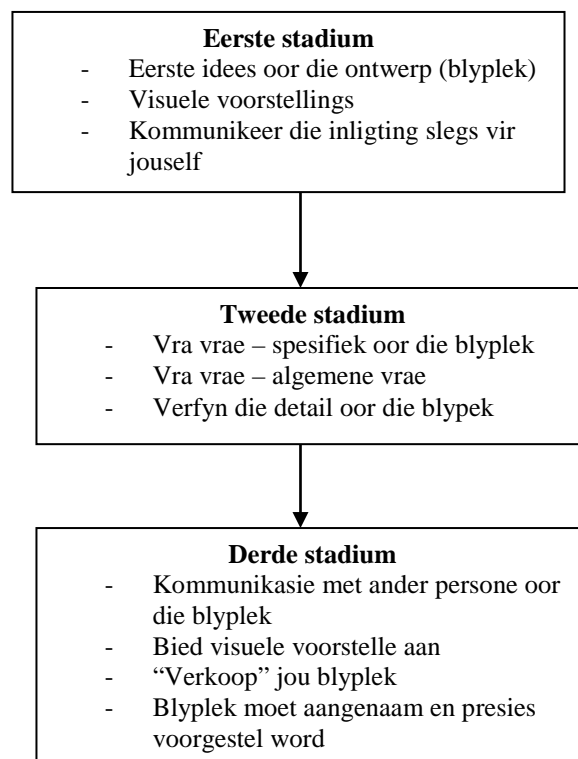 Eerste stadium
- Eerste idees oor die ontwerp (blyplek)
- Visuele voorstellings
- Kommunikeer die inligting slegs vir
jouself
Tweede stadium
- Vra vrae – spesifiek oor die blyplek
- Vra vrae – algemene vrae
- Verfyn die detail oor die blypek
Derde stadium
- Kommunikasie met ander persone oor
die blyplek
- Bied visuele voorstelle aan
- “Verkoop” jou blyplek
- Blyplek moet aangenaam en presies
voorgestel word